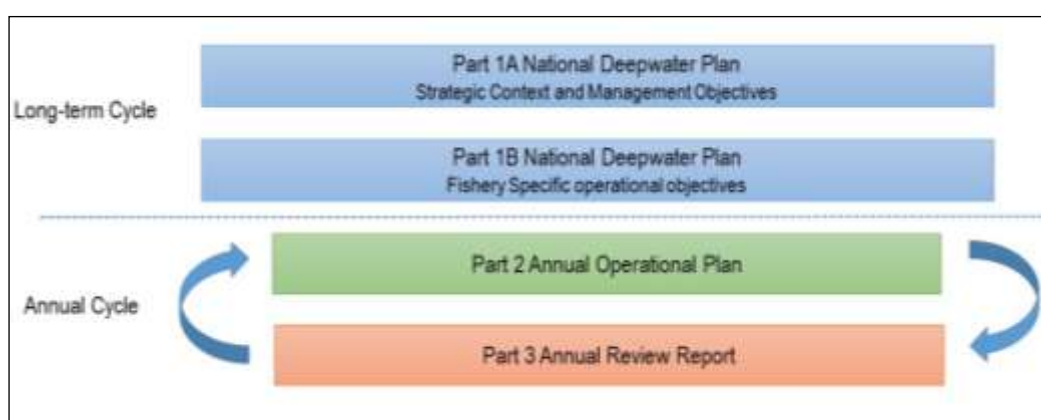 Part 1A National Deepwater Plan
Strategic Context and Management Objectives
Long-term Cycle
Part 1B National Deepwater Plan
Fishery Specific operational objectives
Part 2 Annual Operational Plan
Annual Cycle
Part 3 Annual Review Report